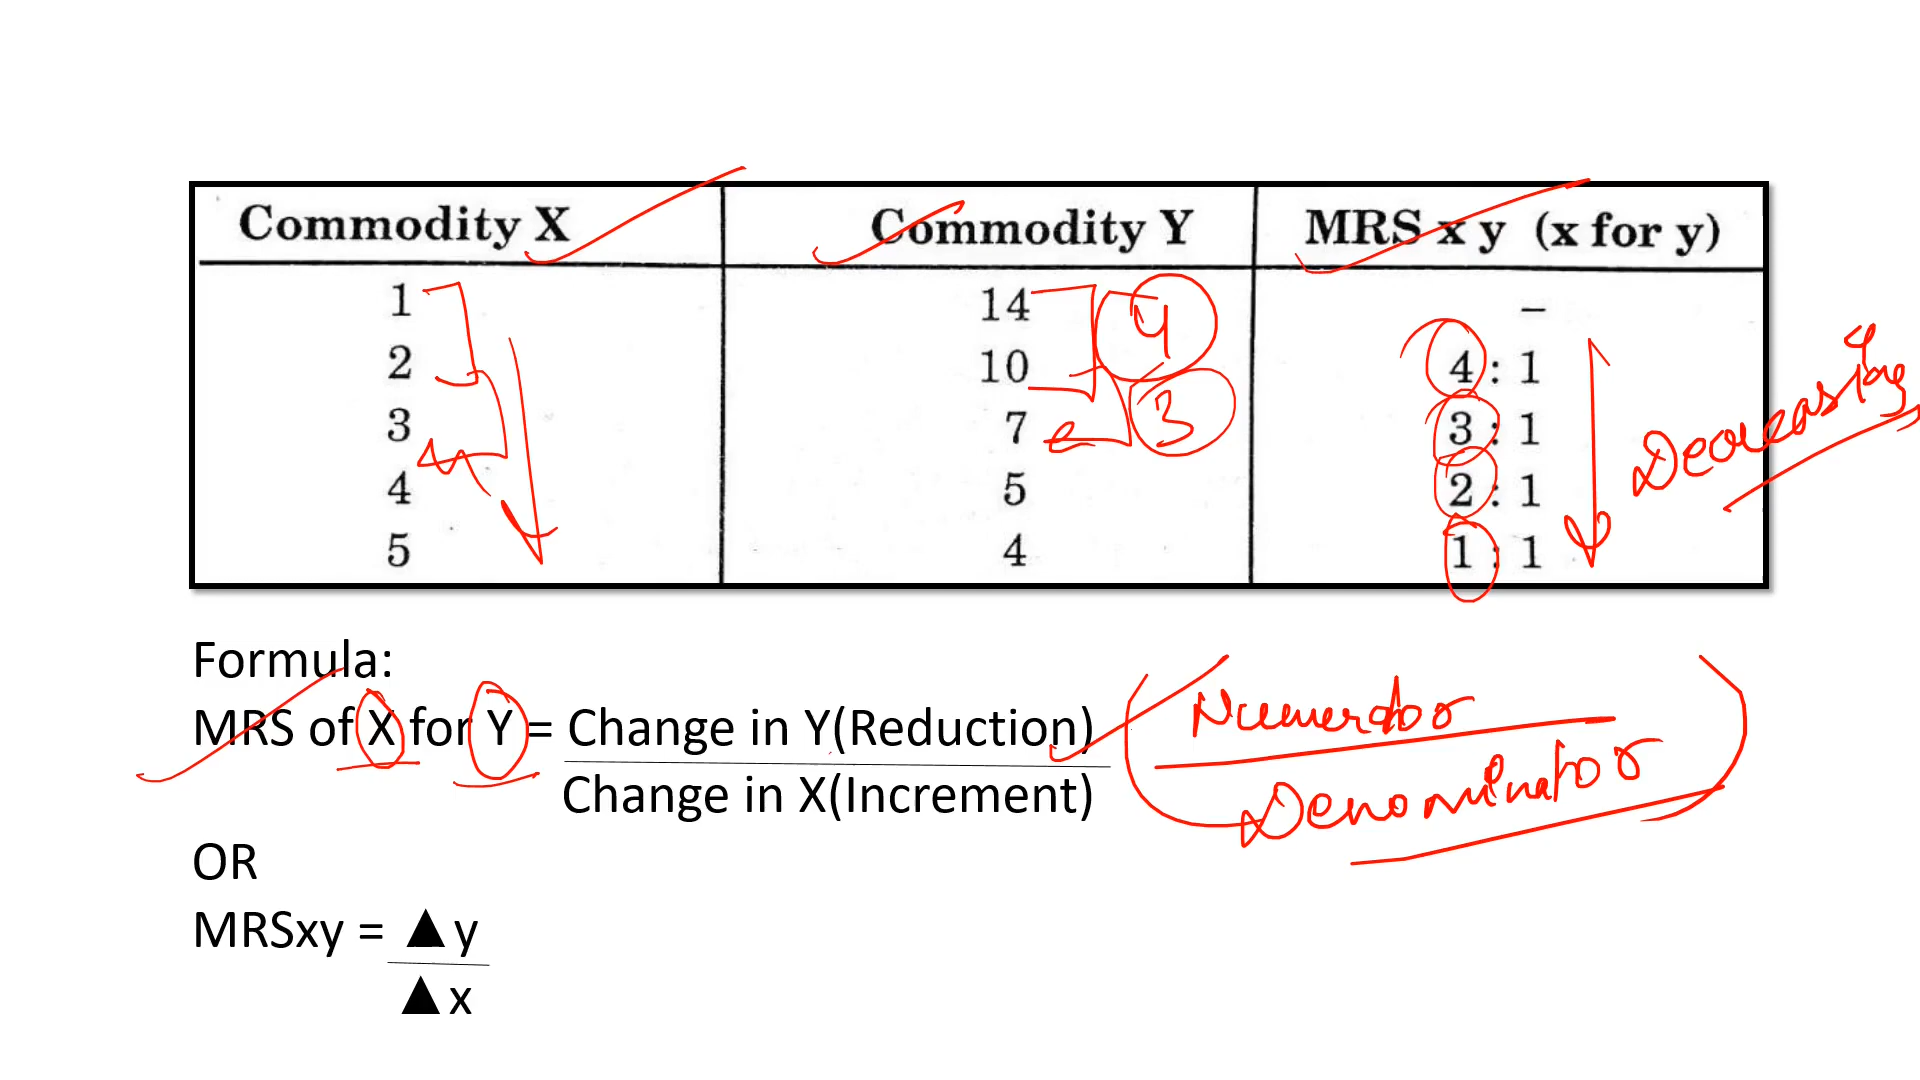 Commodity X Commodity Y MRS x y (x for y)
1 14 –
2 10 4 : 1
4
3 7 3 : 1
3
4 5 2 : 1
5 4 1 : 1
Decreasing
Formula:
MRS of X for Y = Change in Y(Reduction)
Change in X(Increment)
Numerator
Denominator
OR
MRSxy = ▲y
▲x